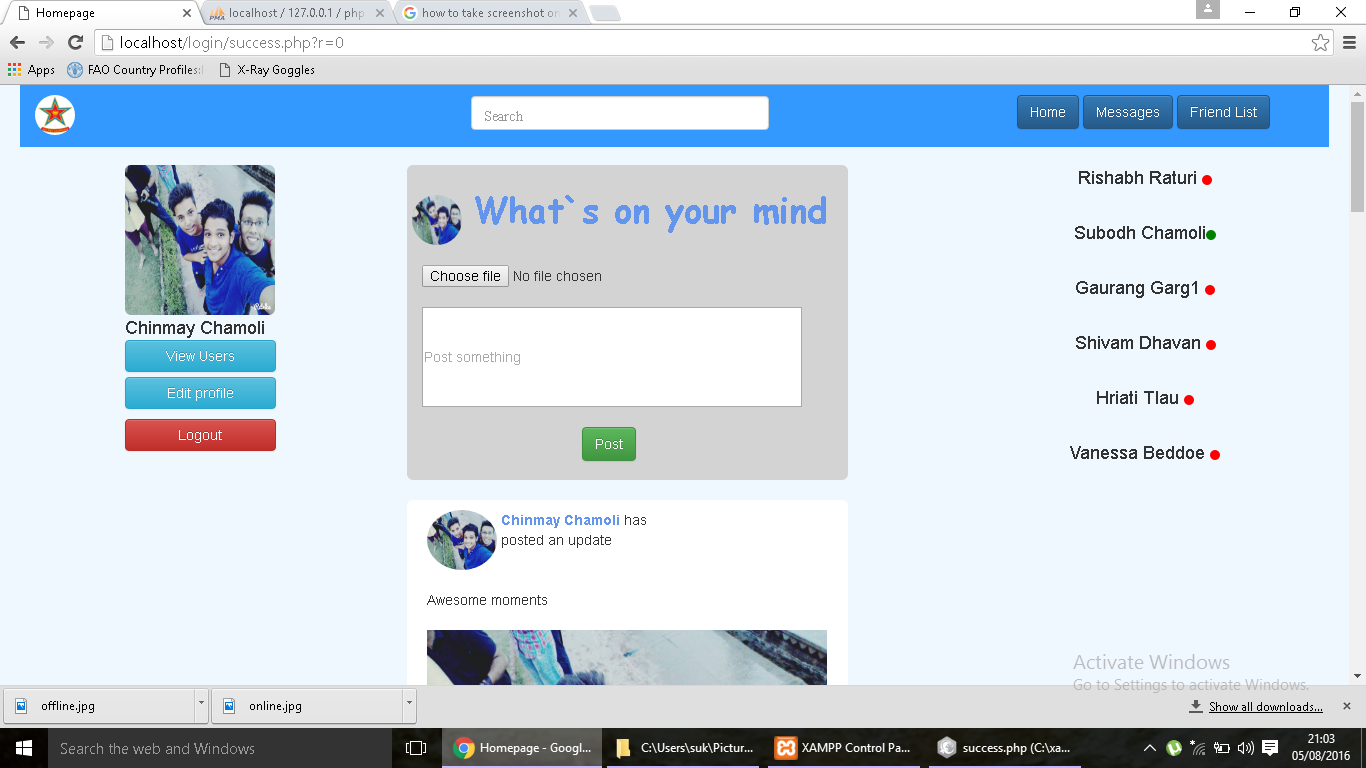 Homepage
localhost / 127.0.0.1 / php
how to take screenshot on
localhost/login/success.php?r=0
Apps
FAO Country Profiles:
X-Ray Goggles
Search
Home
Messages
Friend List
Chinmay Chamoli
View Users
Edit profile
Logout
What`s on your mind
Choose file No file chosen
Post something
Post
Chinmay Chamoli has
posted an update
Awesome moments
Rishabh Raturi
Subodh Chamoli
Gaurang Garg1
Shivam Dhavan
Hriati Tlau
Vanessa Beddoe
Activate Windows
Go to Settings to activate Windows.
offline.jpg
online.jpg
Show all downloads...
Search the web and Windows
Homepage - Googl...
C:\Users\suk\Pictur...
XAMPP Control Pa...
success.php (C:\xa...
21:03
05/08/2016